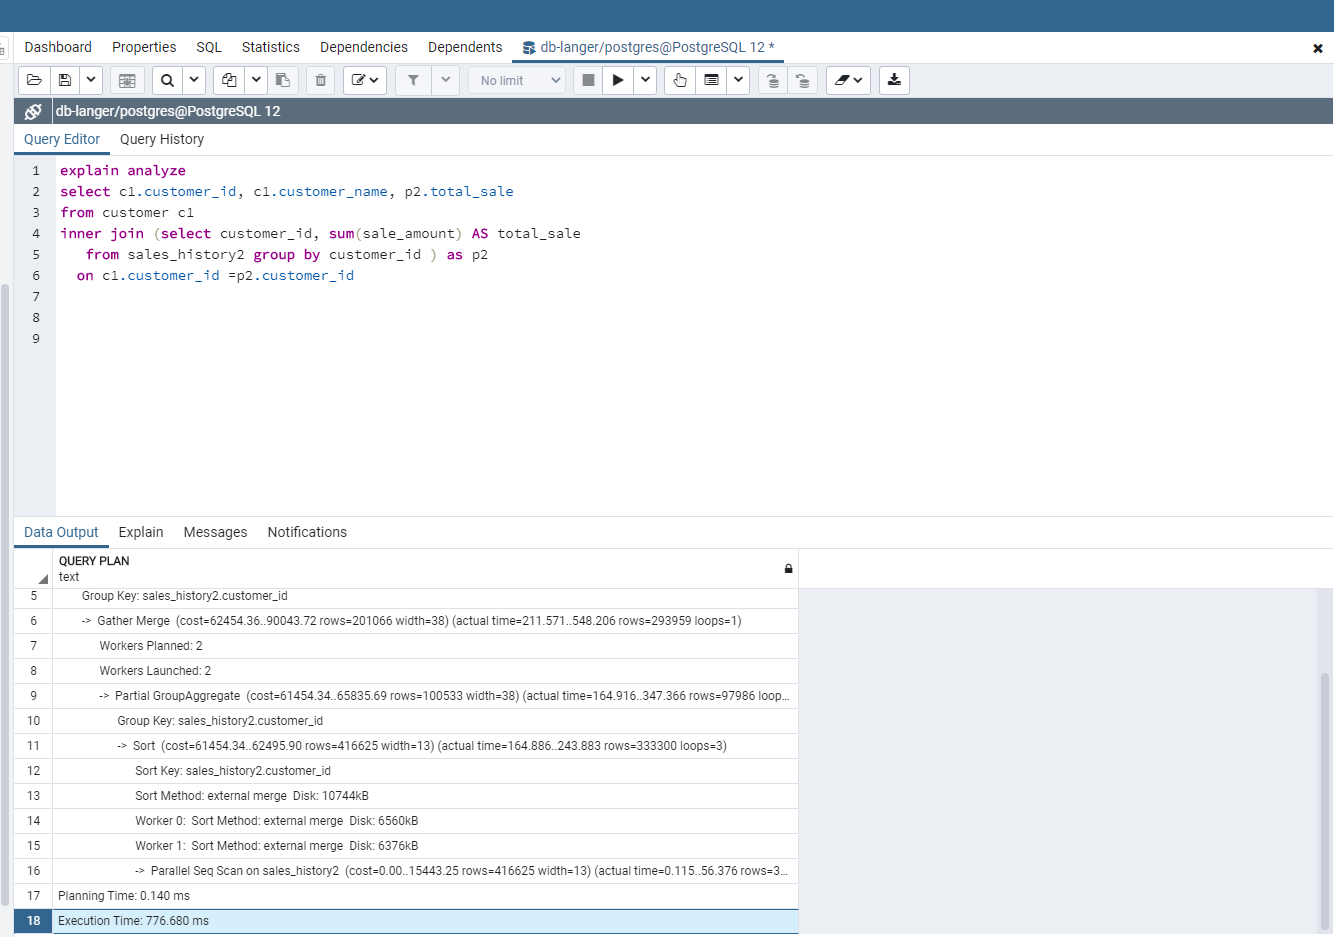 Dashboard Properties SQL Statistics Dependencies Dependents db-langer/postgres@PostgreSQL 12 *
No limit
db-langer/postgres@PostgreSQL 12
Query Editor Query History
1 explain analyze
2 select c1.customer_id, c1.customer_name, p2.total_sale
3 from customer c1
4 inner join (select customer_id, sum(sale_amount) AS total_sale
5 from sales_history2 group by customer_id ) as p2
6 on c1.customer_id =p2.customer_id
7
8
9
Data Output Explain Messages Notifications
QUERY PLAN
text
5 Group Key: sales_history2.customer_id
6 -> Gather Merge (cost=62454.36..90043.72 rows=201066 width=38) (actual time=211.571..548.206 rows=293959 loops=1)
7 Workers Planned: 2
8 Workers Launched: 2
9 -> Partial GroupAggregate (cost=61454.34..65835.69 rows=100533 width=38) (actual time=164.916..347.366 rows=97986 loop...
10 Group Key: sales_history2.customer_id
11 -> Sort (cost=61454.34..62495.90 rows=416625 width=13) (actual time=164.886..243.883 rows=333300 loops=3)
12 Sort Key: sales_history2.customer_id
13 Sort Method: external merge Disk: 10744kB
14 Worker 0: Sort Method: external merge Disk: 6560kB
15 Worker 1: Sort Method: external merge Disk: 6376kB
16 -> Parallel Seq Scan on sales_history2 (cost=0.00..15443.25 rows=416625 width=13) (actual time=0.115..56.376 rows=3...
17 Planning Time: 0.140 ms
18 Execution Time: 776.680 ms